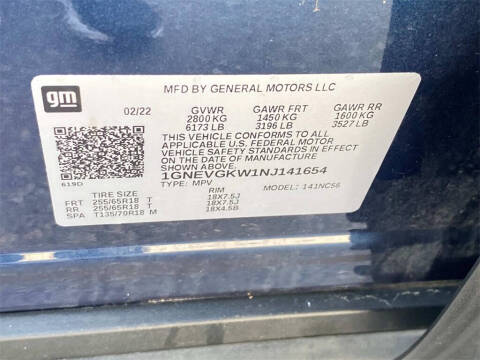 gm
MFD BY GENERAL MOTORS LLC
02/22 GVWR GAWR FRT GAWR RR
2800 KG 1450 KG 1600 KG
6173 LB 3196 LB 3527 LB
THIS VEHICLE CONFORMS TO ALL
APPLICABLE U.S. FEDERAL MOTOR
VEHICLE SAFETY STANDARDS IN EFFECT
ON THE DATE OF MANUFACTURE SHOWN ABOVE.
1GNEVGKW1NJ141654
619D TYPE: MPV MODEL: 141NC56
TIRE SIZE RIM
FRT 255/65R18 T 18X7.5J
RR 255/65R18 T 18X7.5J
SPA T135/70R18 M 18X4.5B